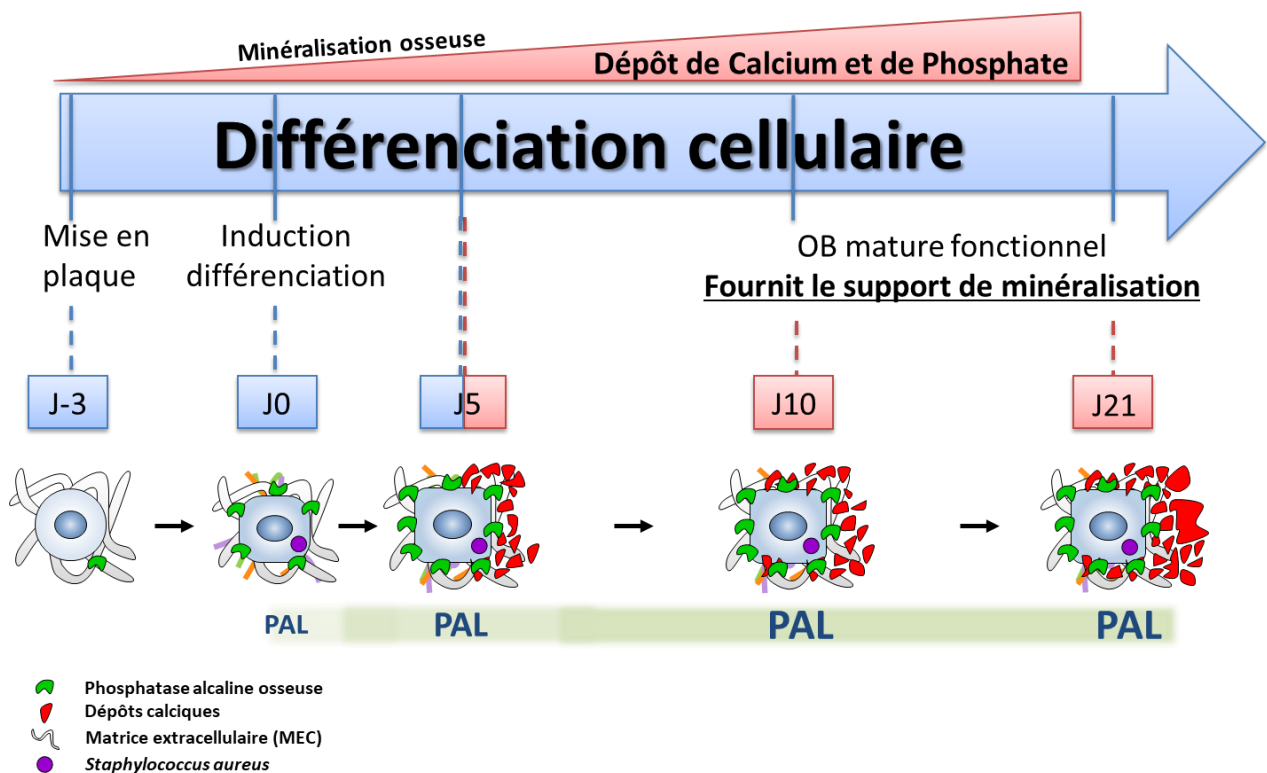 Minéralisation osseuse
Dépôt de Calcium et de Phosphate
Différenciation cellulaire
Mise en
plaque
Induction
différenciation
OB mature fonctionnel
Fournit le support de minéralisation
J-3
J0
J5
J10
J21
PAL
PAL
PAL
PAL
Phosphatase alcaline osseuse
Dépôts calciques
Matrice extracellulaire (MEC)
Staphylococcus aureus